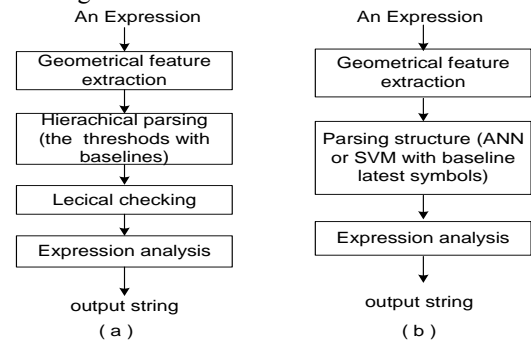 An Expression
Geometrical feature
extraction
Hierachical parsing
(the threshods with
baselines)
Lecical checking
Expression analysis
output string
( a )
An Expression
Geometrical feature
extraction
Parsing structure (ANN
or SVM with baseline
latest symbols)
Expression analysis
output string
( b )